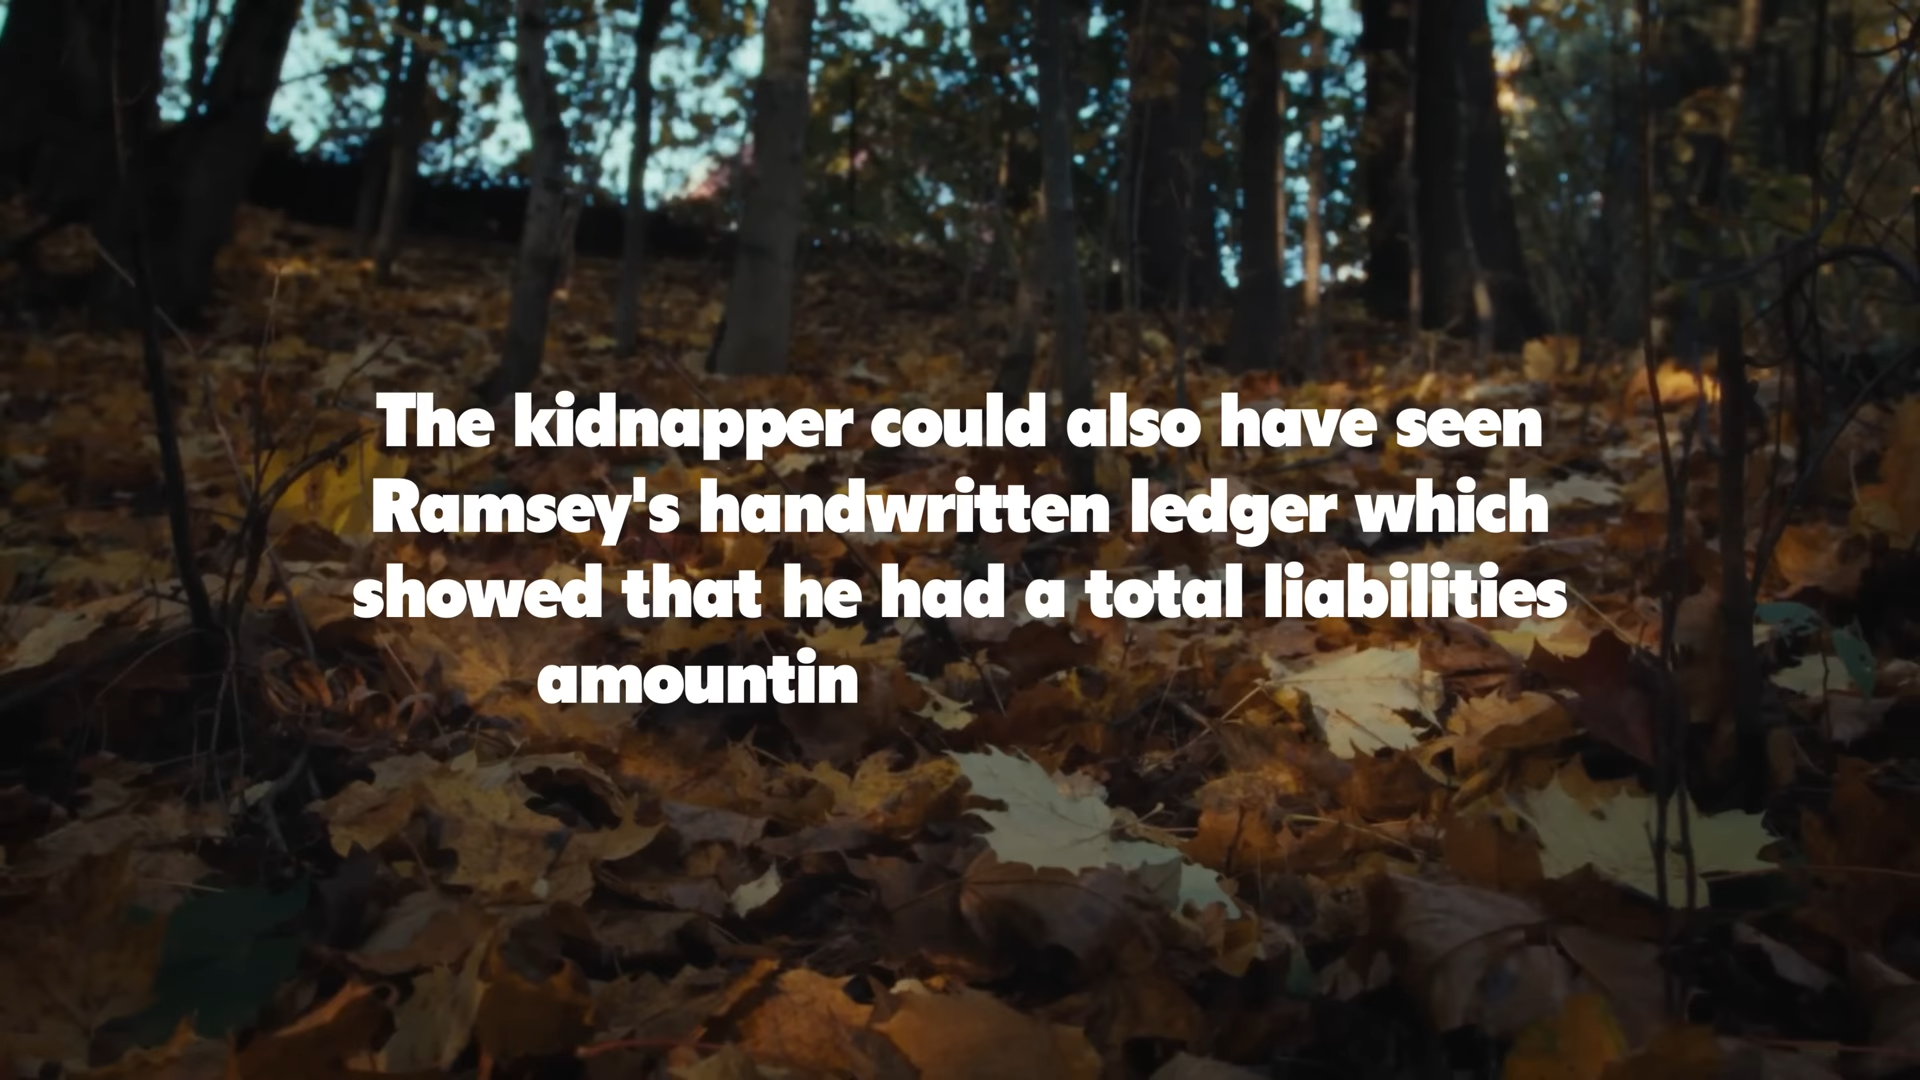 The kidnapper could also have seen
Ramsey's handwritten ledger which
showed that he had a total liabilities
amountin